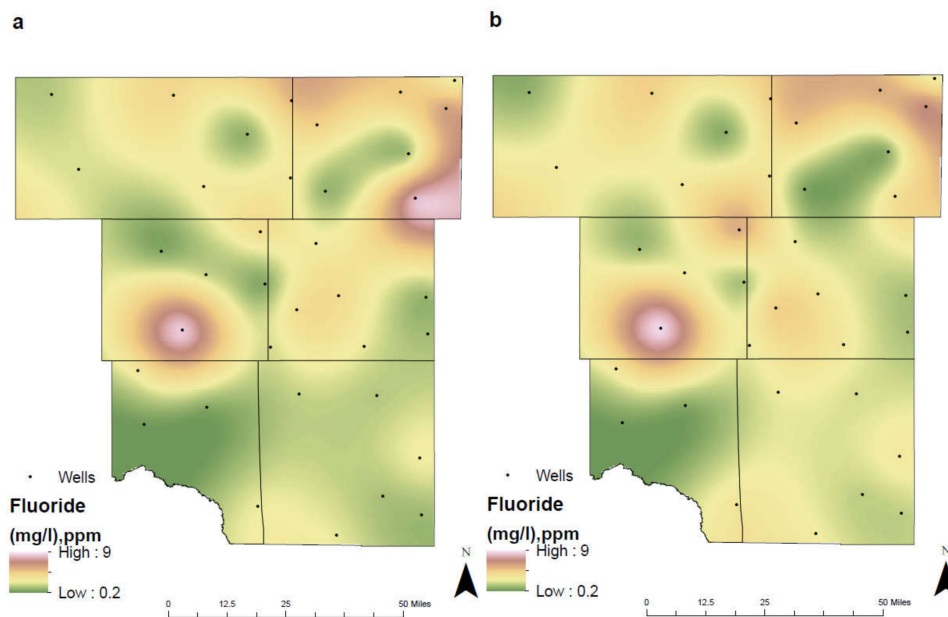 a
Wells
Fluoride
(mg/l),ppm
High : 9
Low : 0.2
N
0 12.5 25 50 Miles
b
Wells
Fluoride
(mg/l),ppm
High : 9
Low : 0.2
N
0 12.5 25 50 Miles